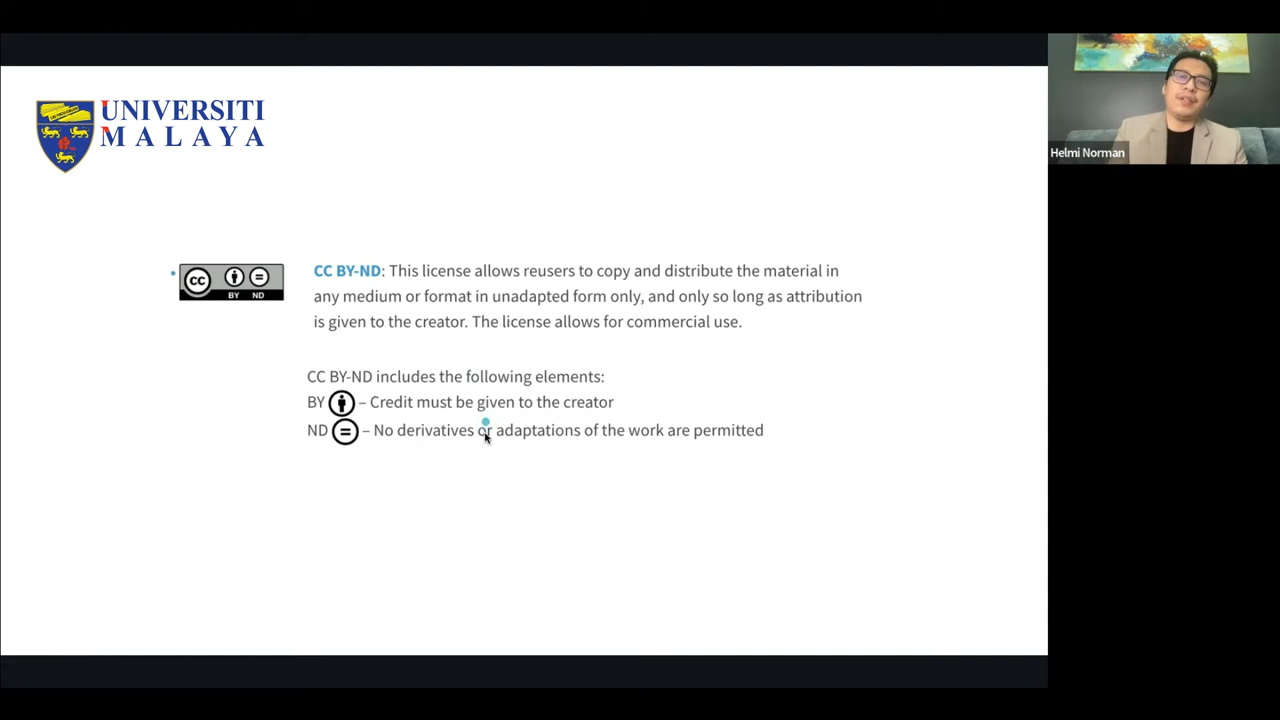 UNIVERSITI
MALAYA
Helmi Norman
cc
BY ND
CC BY-ND: This license allows reusers to copy and distribute the material in
any medium or format in unadapted form only, and only so long as attribution
is given to the creator. The license allows for commercial use.
CC BY-ND includes the following elements:
BY – Credit must be given to the creator
ND – No derivatives or adaptations of the work are permitted